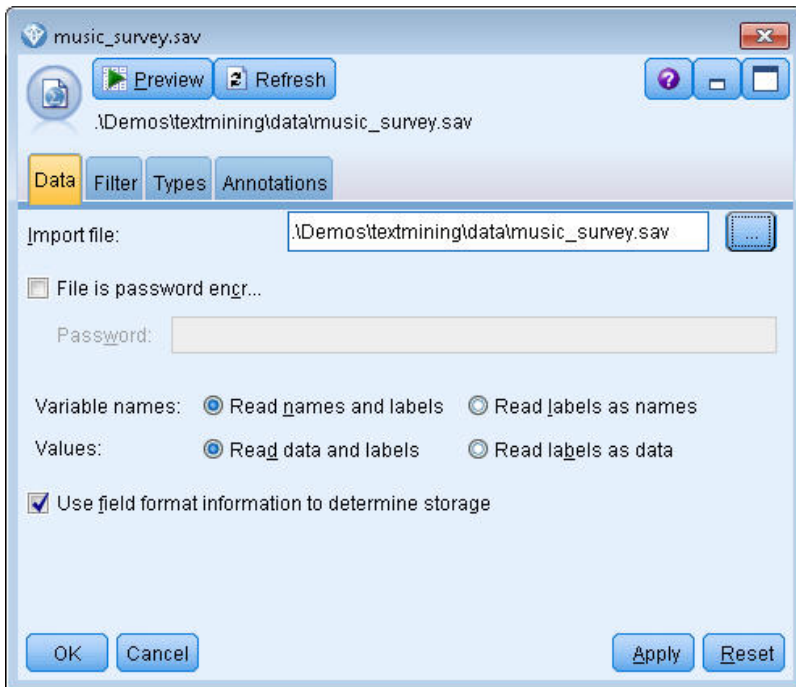 music_survey.sav
Preview Refresh
.\Demos\textmining\data\music_survey.sav
Data Filter Types Annotations
Import file: .\Demos\textmining\data\music_survey.sav ...
File is password encr...
Password:
Variable names: Read names and labels Read labels as names
Values: Read data and labels Read labels as data
Use field format information to determine storage
OK Cancel Apply Reset